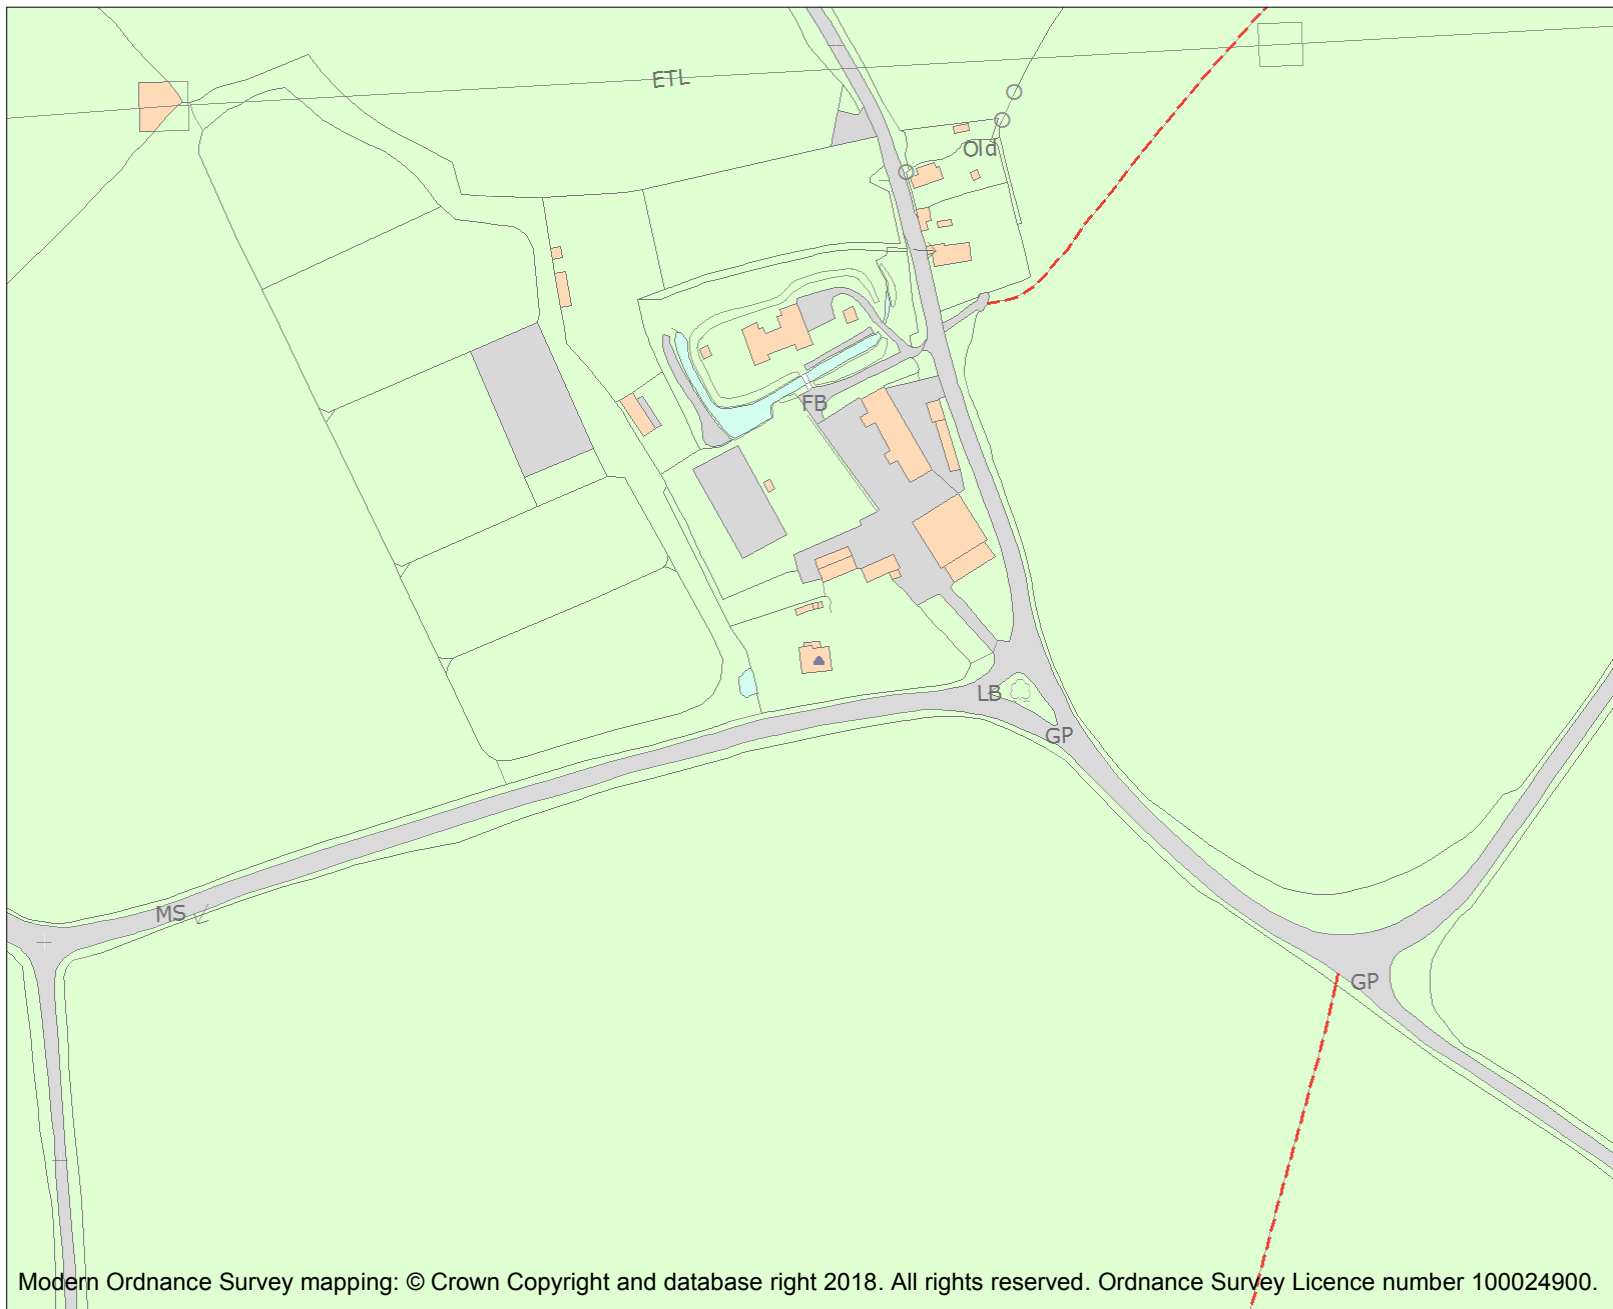 ETL
Old
FB
LB
GP
MS
GP
Modern Ordnance Survey mapping: © Crown Copyright and database right 2018. All rights reserved. Ordnance Survey Licence number 100024900.